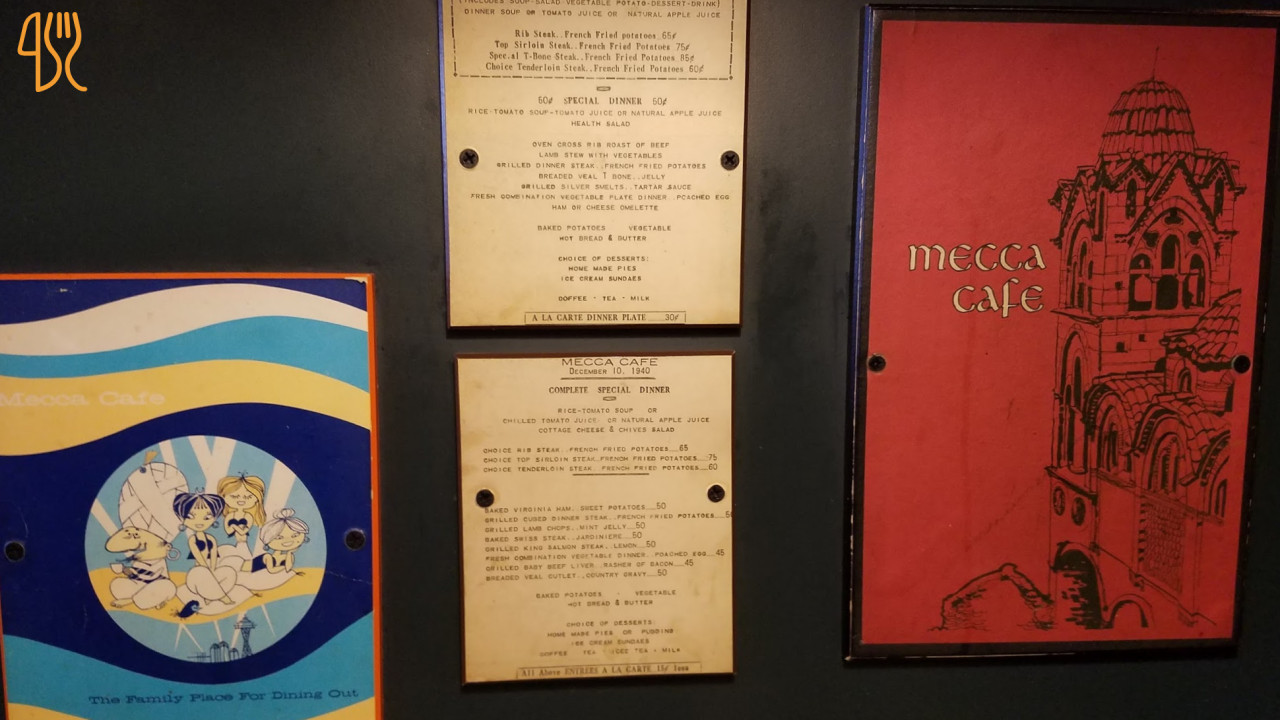 (INCLUDES SOUP-SALAD-VEGETABLE POTATO-DESSERT-DRINK)
DINNER SOUP OR TOMATO JUICE OR NATURAL APPLE JUICE
Rib Steak..French Fried potatoes..65¢
Top Sirloin Steak..French Fried Potatoes 75¢
Special T-Bone Steak..French Fried Potatoes 85¢
Choice Tenderloin Steak..French Fried Potatoes 60¢
50¢ SPECIAL DINNER 50¢
RICE-TOMATO SOUP-TOMATO JUICE OR NATURAL APPLE JUICE
HEALTH SALAD
OVEN CROSS RIB ROAST OF BEEF
LAMB STEW WITH VEGETABLES
GRILLED DINNER STEAK..FRENCH FRIED POTATOES
BREADED VEAL T BONE..JELLY
GRILLED SILVER SMELTS..TARTAR SAUCE
FRESH COMBINATION VEGETABLE PLATE DINNER..POACHED EGG
HAM OR CHEESE OMELETTE
BAKED POTATOES VEGETABLE
HOT BREAD & BUTTER
CHOICE OF DESSERTS:
HOME MADE PIES
ICE CREAM SUNDAES
COFFEE - TEA - MILK
A LA CARTE DINNER PLATE ....30¢
MECCA CAFE
DECEMBER 10, 1940
COMPLETE SPECIAL DINNER
RICE-TOMATO SOUP OR
CHILLED TOMATO JUICE OR NATURAL APPLE JUICE
COTTAGE CHEESE & CHIVES SALAD
CHOICE RIB STEAK..FRENCH FRIED POTATOES...65
CHOICE TOP SIRLOIN STEAK..FRENCH FRIED POTATOES...75
CHOICE TENDERLOIN STEAK..FRENCH FRIED POTATOES...60
BAKED VIRGINIA HAM..SWEET POTATOES...50
GRILLED CUBED DINNER STEAK..FRENCH FRIED POTATOES...
GRILLED LAMB CHOPS..MINT JELLY...50
BAKED SWISS STEAK..JARDINIERE...50
GRILLED KING SALMON STEAK..LEMON...50
FRESH COMBINATION VEGETABLE DINNER..POACHED EGG...45
GRILLED BABY BEEF LIVER..RASHER OF BACON...45
BREADED VEAL CUTLET..COUNTRY GRAVY...50
BAKED POTATOES - VEGETABLE
HOT BREAD & BUTTER
CHOICE OF DESSERTS:
HOME MADE PIES OR PUDDING
ICE CREAM SUNDAES
COFFEE TEA - ICED TEA - MILK
All Above ENTREES A LA CARTE 15¢ Less
Mecca Cafe
The Family Place For Dining Out
MECCA
CAFE